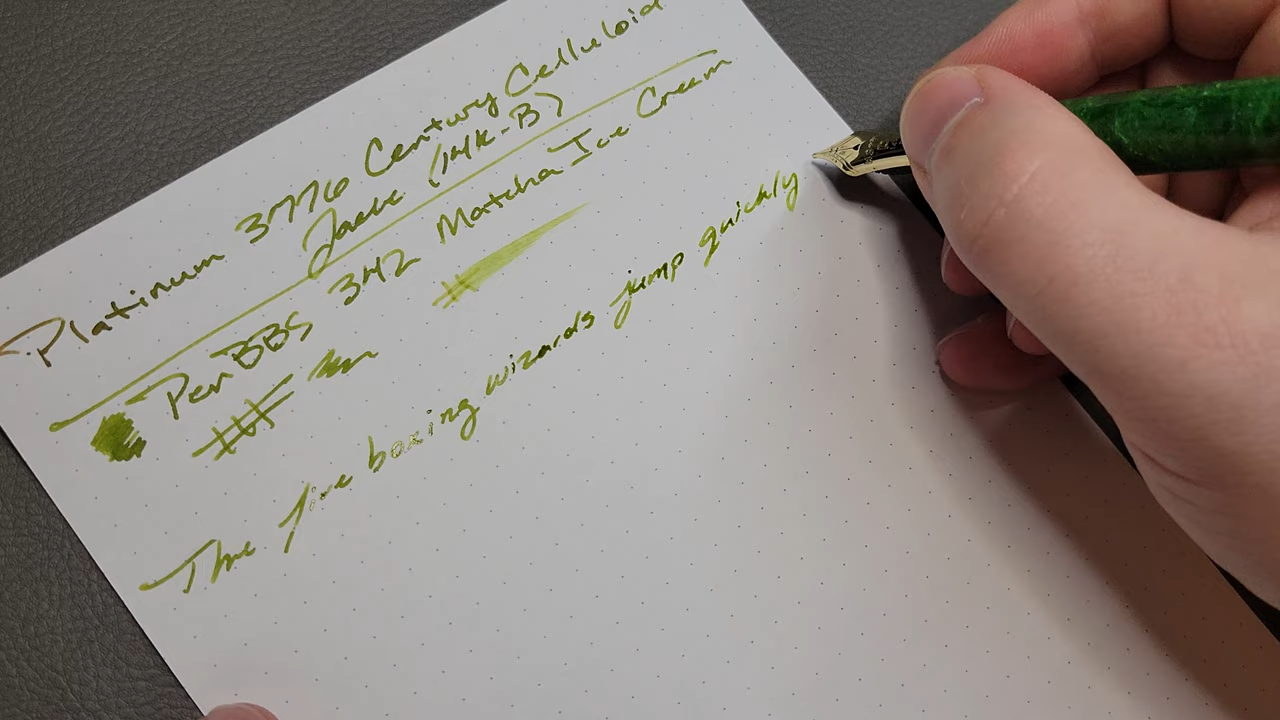 Platinum 3776 Century Celluloid
Jade (14K-B)
PenBBS 342 Matcha Ice Cream
The five boxing wizards jump quickly